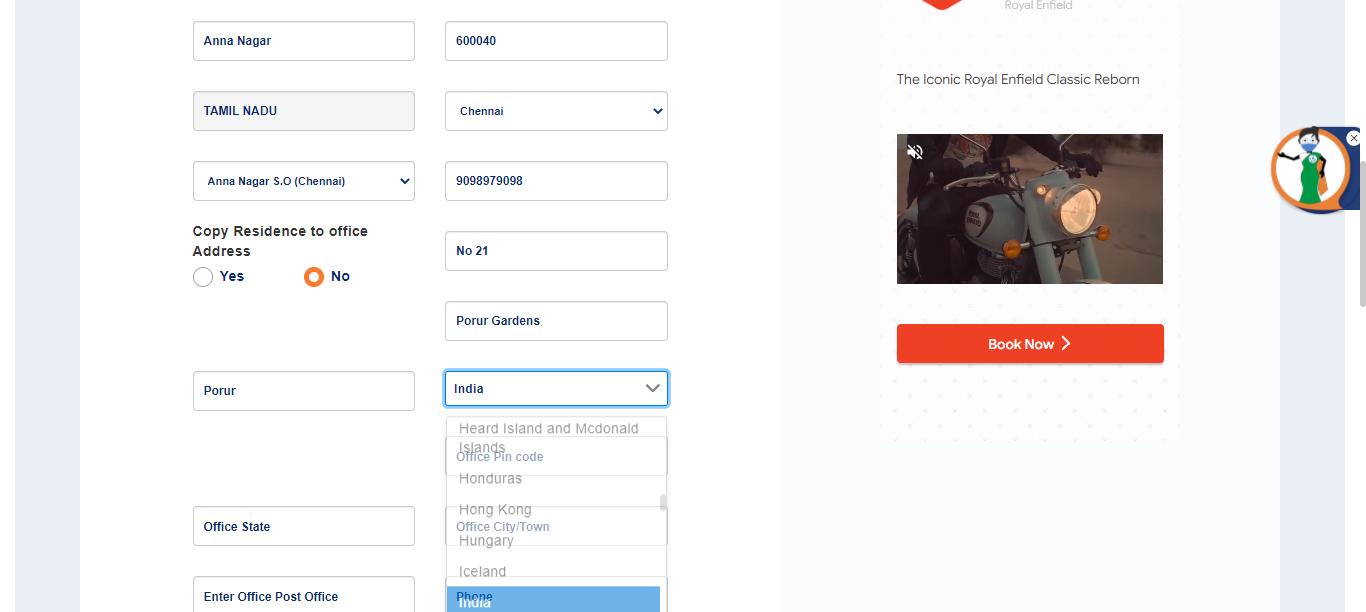 Royal Enfield
Anna Nagar
600040
The Iconic Royal Enfield Classic Reborn
TAMIL NADU
Chennai
Anna Nagar S.O (Chennai)
9098979098
Copy Residence to office
Address
Yes
No
No 21
Porur Gardens
Book Now
Porur
India
Heard Island and Mcdonald
Islands
Office Pin code
Honduras
Hong Kong
Office State
Office City/Town
Hungary
Iceland
Enter Office Post Office
Phone
India